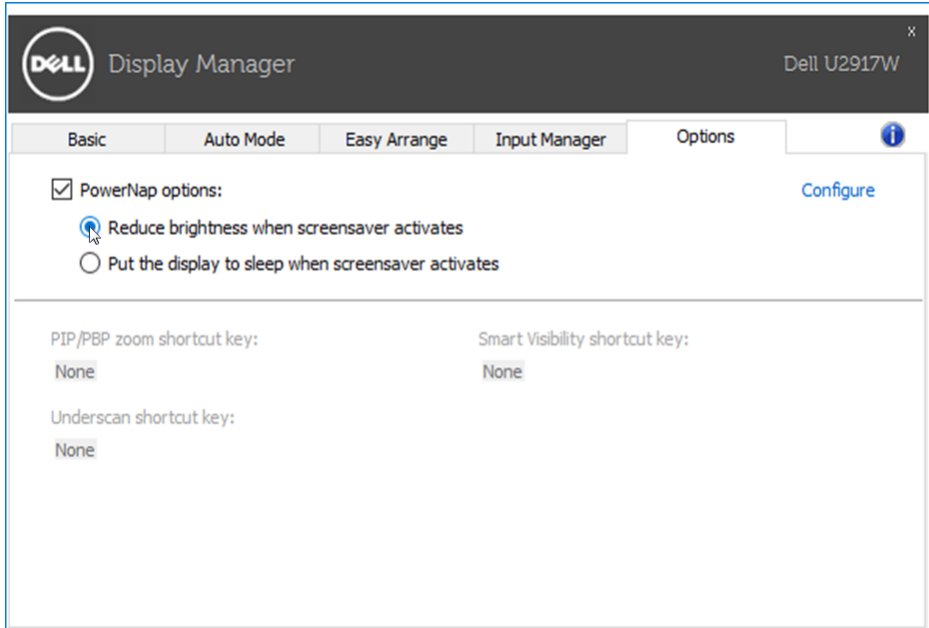 DELL Display Manager
x
Dell U2917W
Basic Auto Mode Easy Arrange Input Manager Options i
PowerNap options: Configure
Reduce brightness when screensaver activates
Put the display to sleep when screensaver activates
PIP/PBP zoom shortcut key: Smart Visibility shortcut key:
None None
Underscan shortcut key:
None